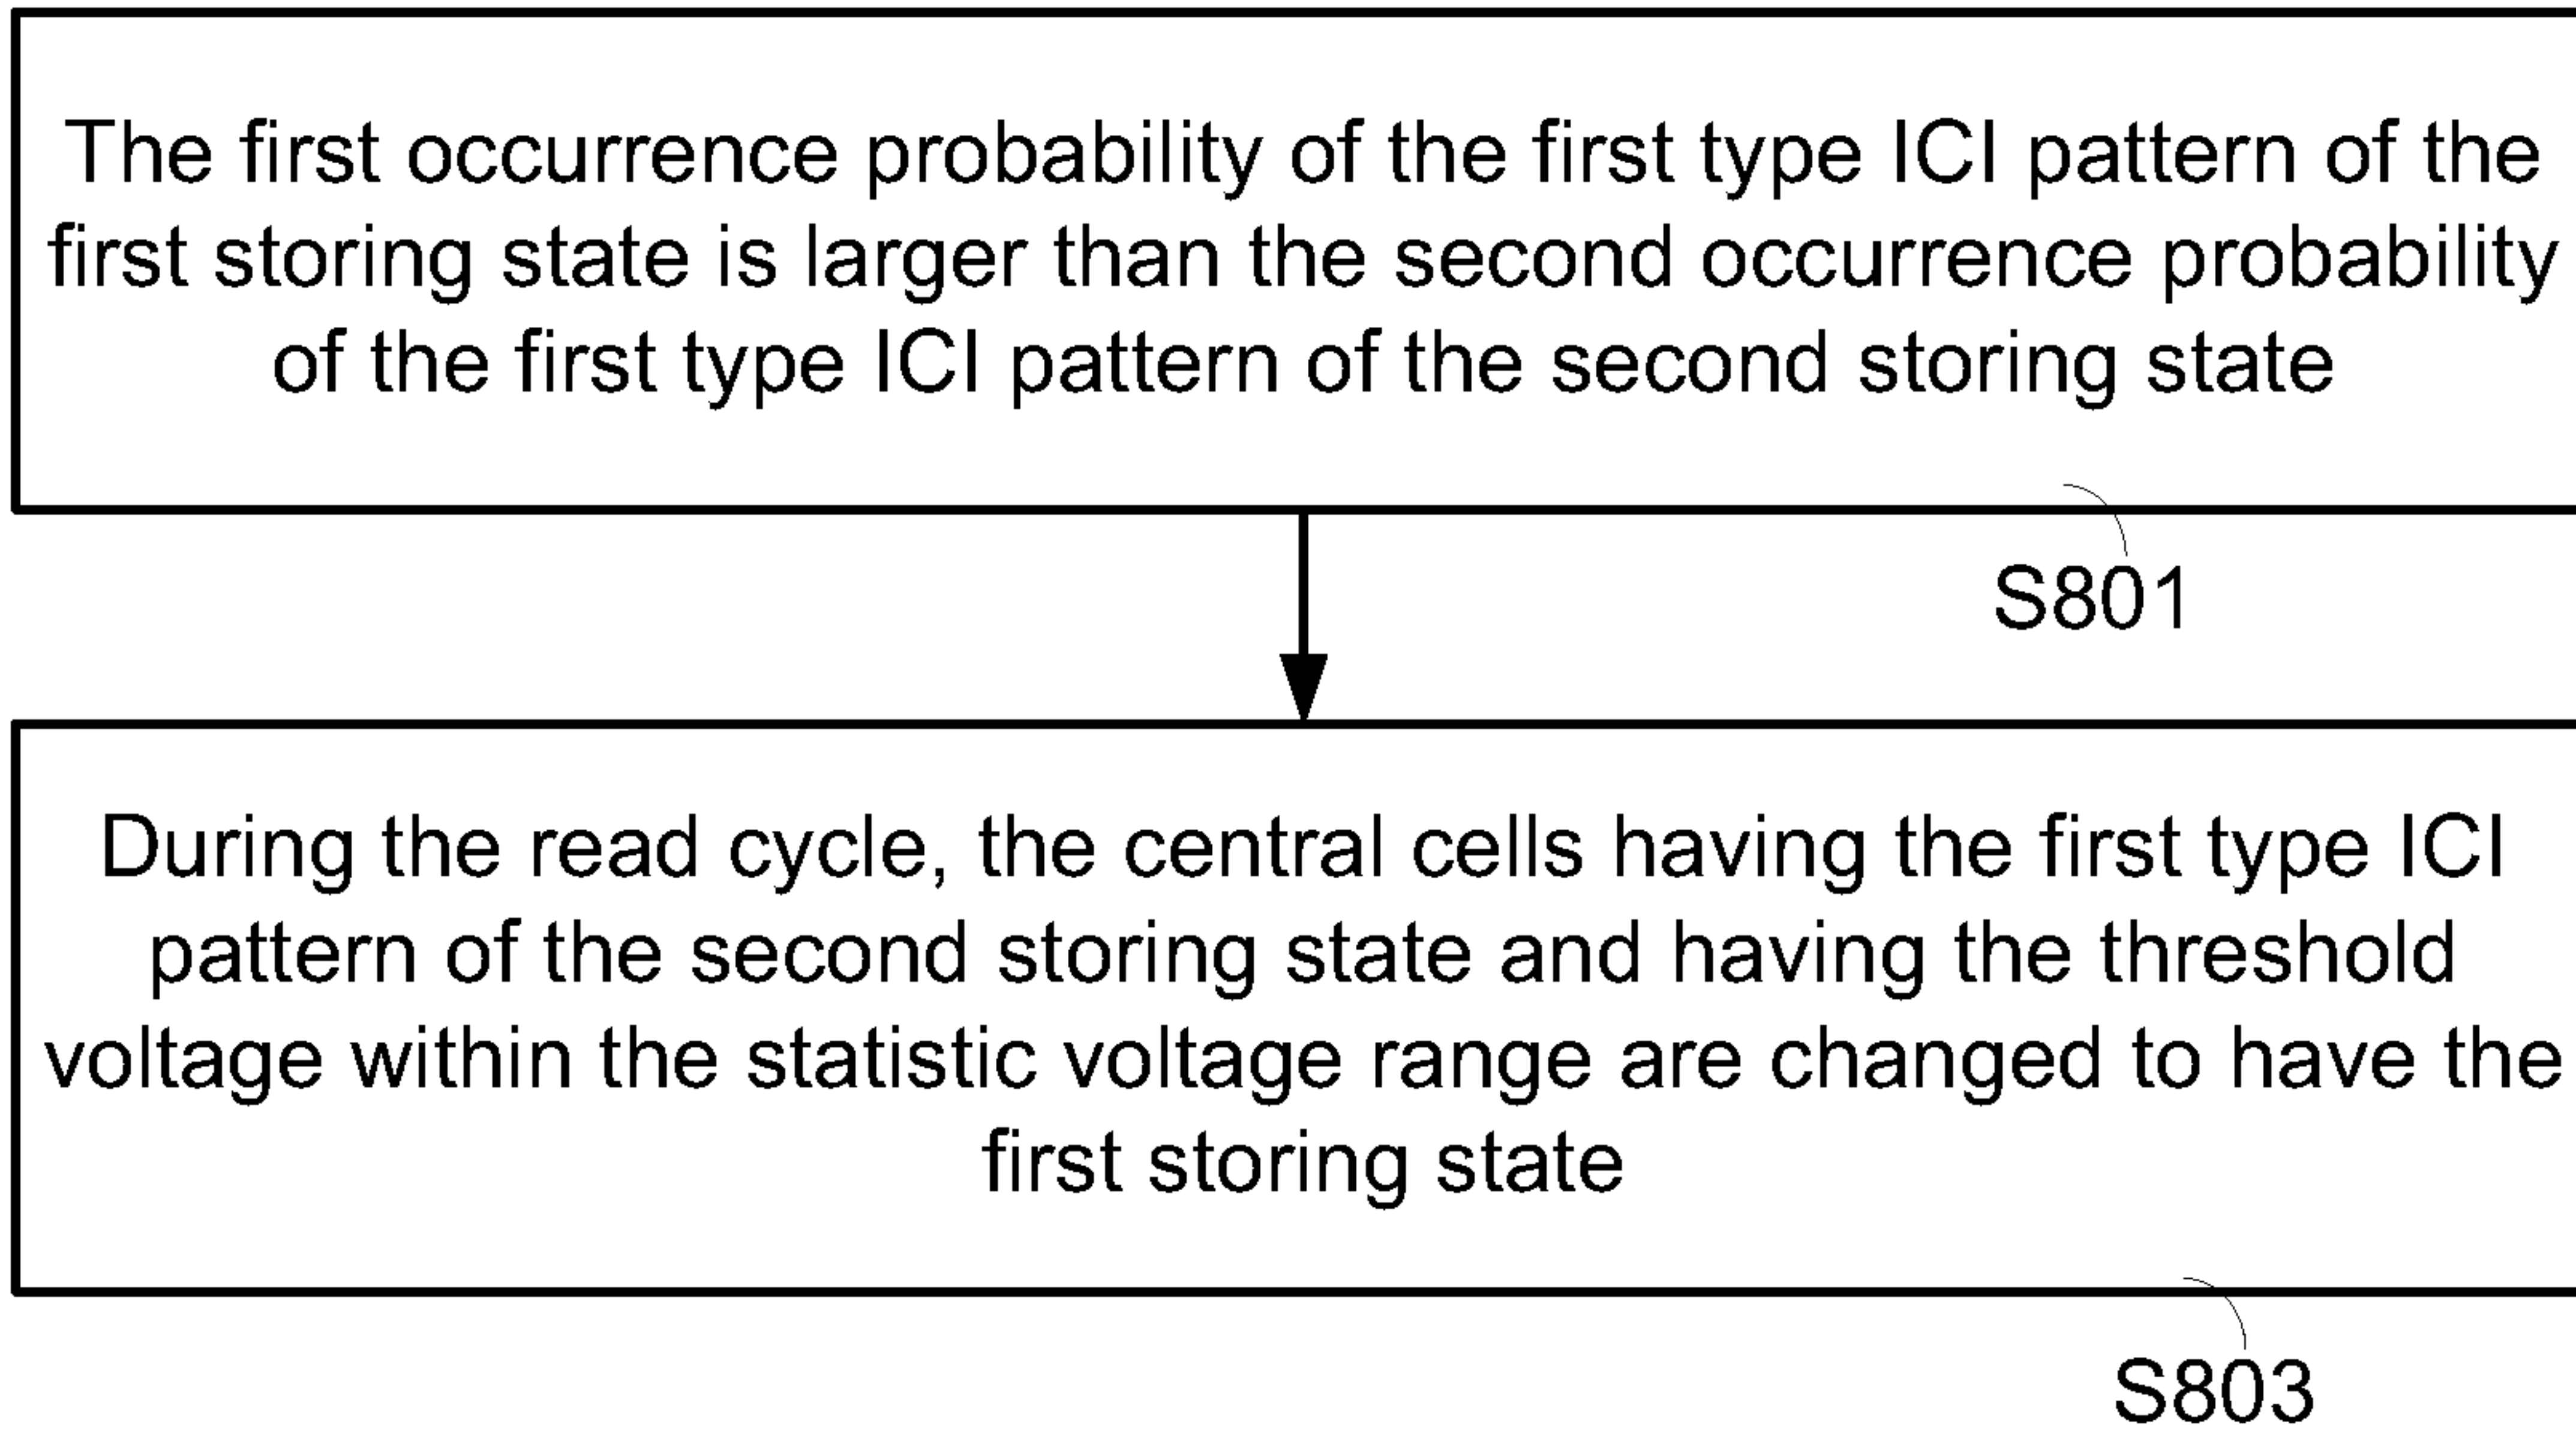 The first occurrence probability of the first type ICI pattern of the
first storing state is larger than the second occurrence probability
of the first type ICI pattern of the second storing state
S801
During the read cycle, the central cells having the first type ICI
pattern of the second storing state and having the threshold
voltage within the statistic voltage range are changed to have the
first storing state
S803